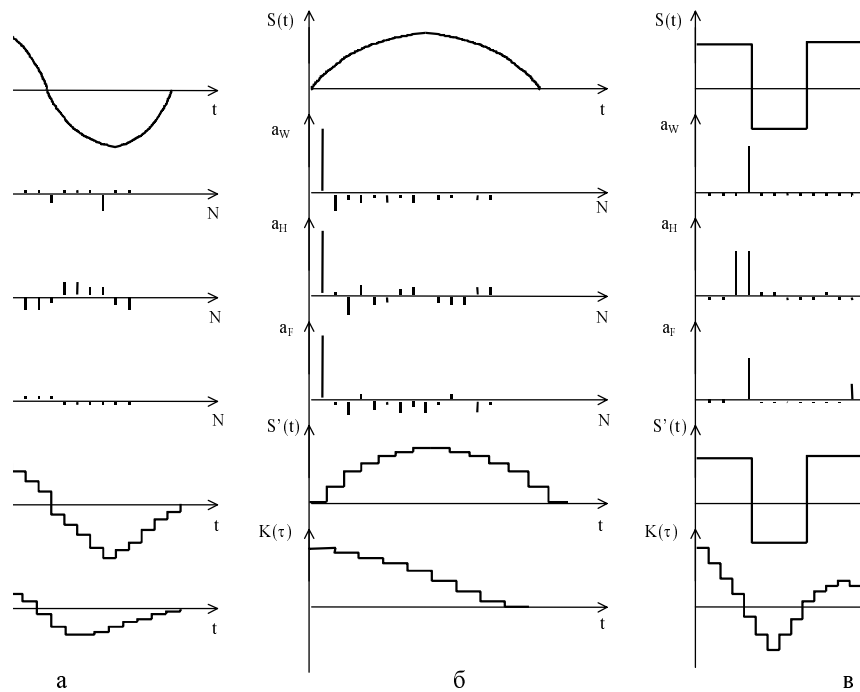 S(t)
S(t)
t
t
a_W
a_W
N
N
a_H
a_H
N
N
a_F
a_F
N
N
S'(t)
S'(t)
t
t
K(τ)
K(τ)
t
t
а
б
в